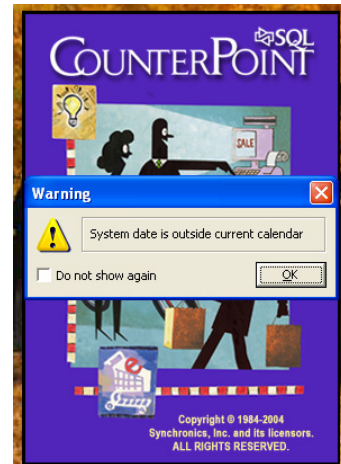 SQL
COUNTERPOINT
SALE
Warning
System date is outside current calendar
Do not show again
OK
e
Copyright © 1984-2004
Synchronics, Inc. and its licensors.
ALL RIGHTS RESERVED.